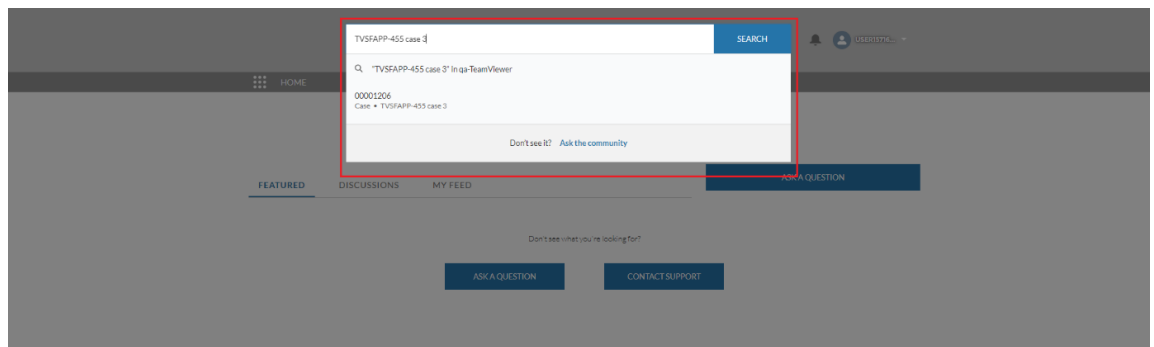 TVSFAPP-455 case 3
SEARCH
"TVSFAPP-455 case 3" in qa-TeamViewer
HOME
00001206
Case • TVSFAPP-455 case 3
Don't see it? Ask the community
FEATURED DISCUSSIONS MY FEED
ASK A QUESTION
Don't see what you're looking for?
ASK A QUESTION CONTACT SUPPORT